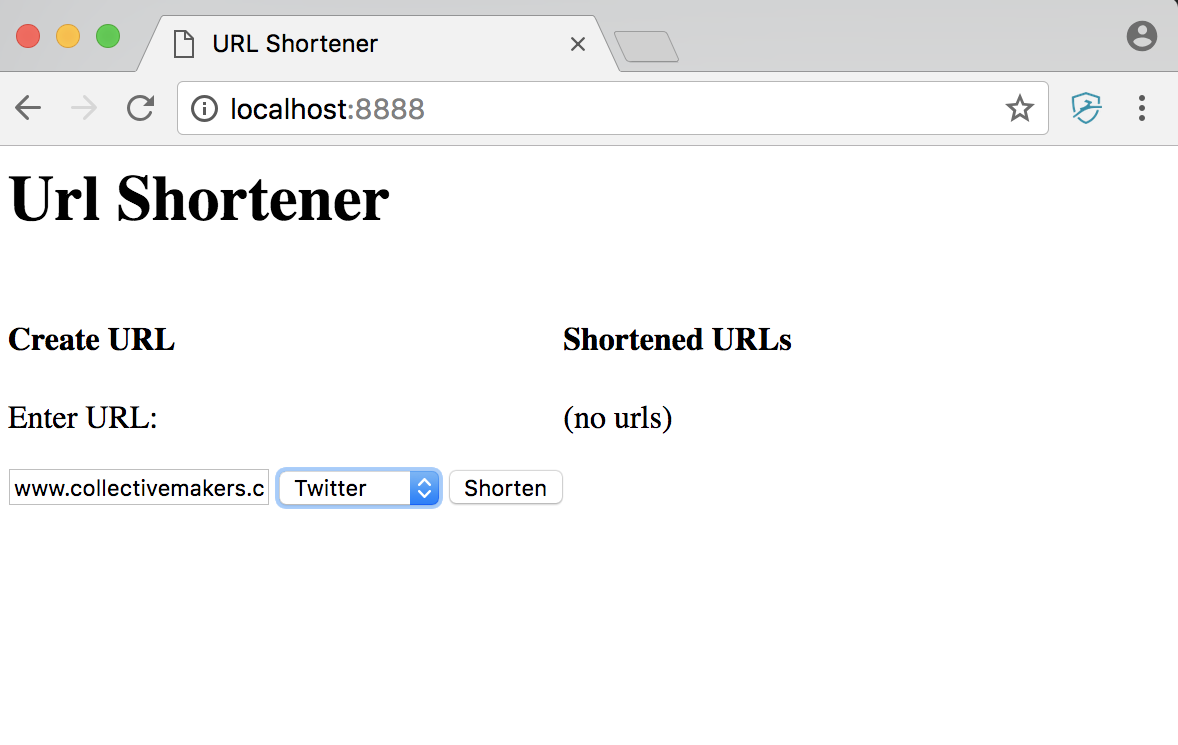 URL Shortener
localhost:8888
Url Shortener
Create URL
Shortened URLs
Enter URL:
(no urls)
www.collectivemakers.c Twitter Shorten